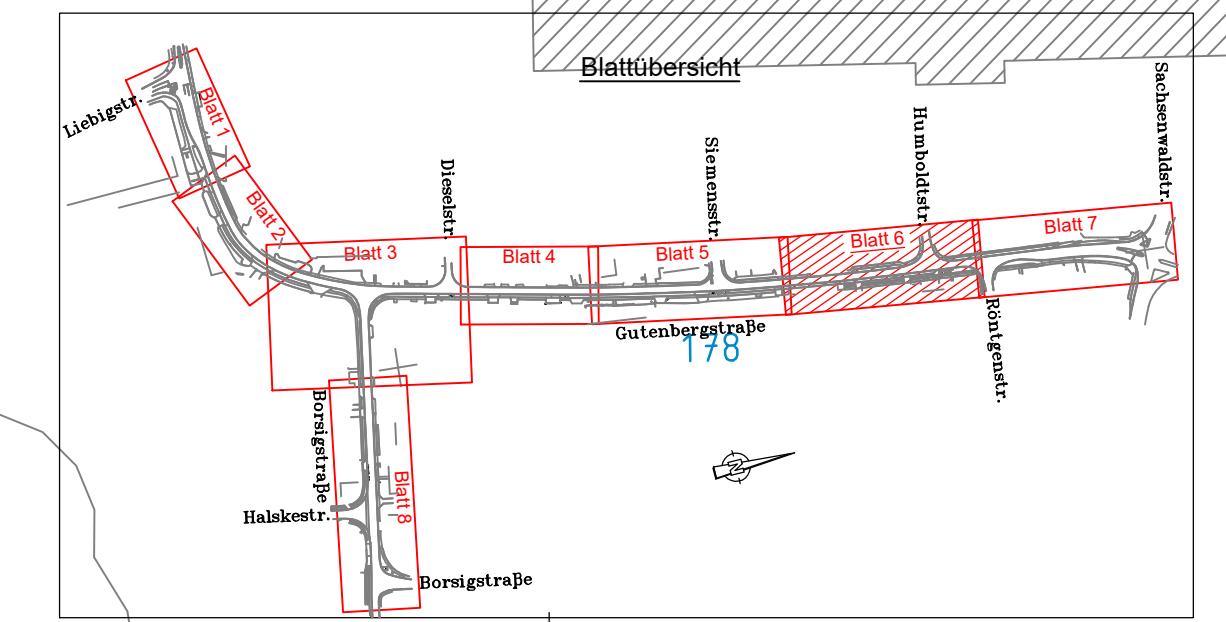 Blattübersicht
Liebigstr.
Blatt 1
Blatt 2
Blatt 3
Dieselstr.
Blatt 4
Siemensstr.
Blatt 5
Humboldtstr.
Blatt 6
Sachsenwaldstr.
Blatt 7
Gutenbergstraße
178
Röntgenstr.
Borsigstraße
Halskestr.
Blatt 8
N
Borsigstraße